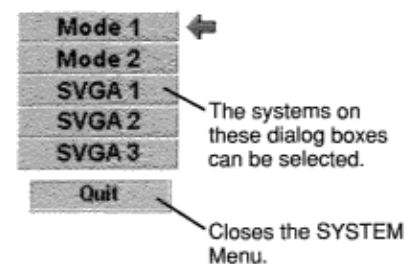 Mode 1
Mode 2
SVGA 1
SVGA 2
SVGA 3
Quit
The systems on
these dialog boxes
can be selected.
Closes the SYSTEM
Menu.